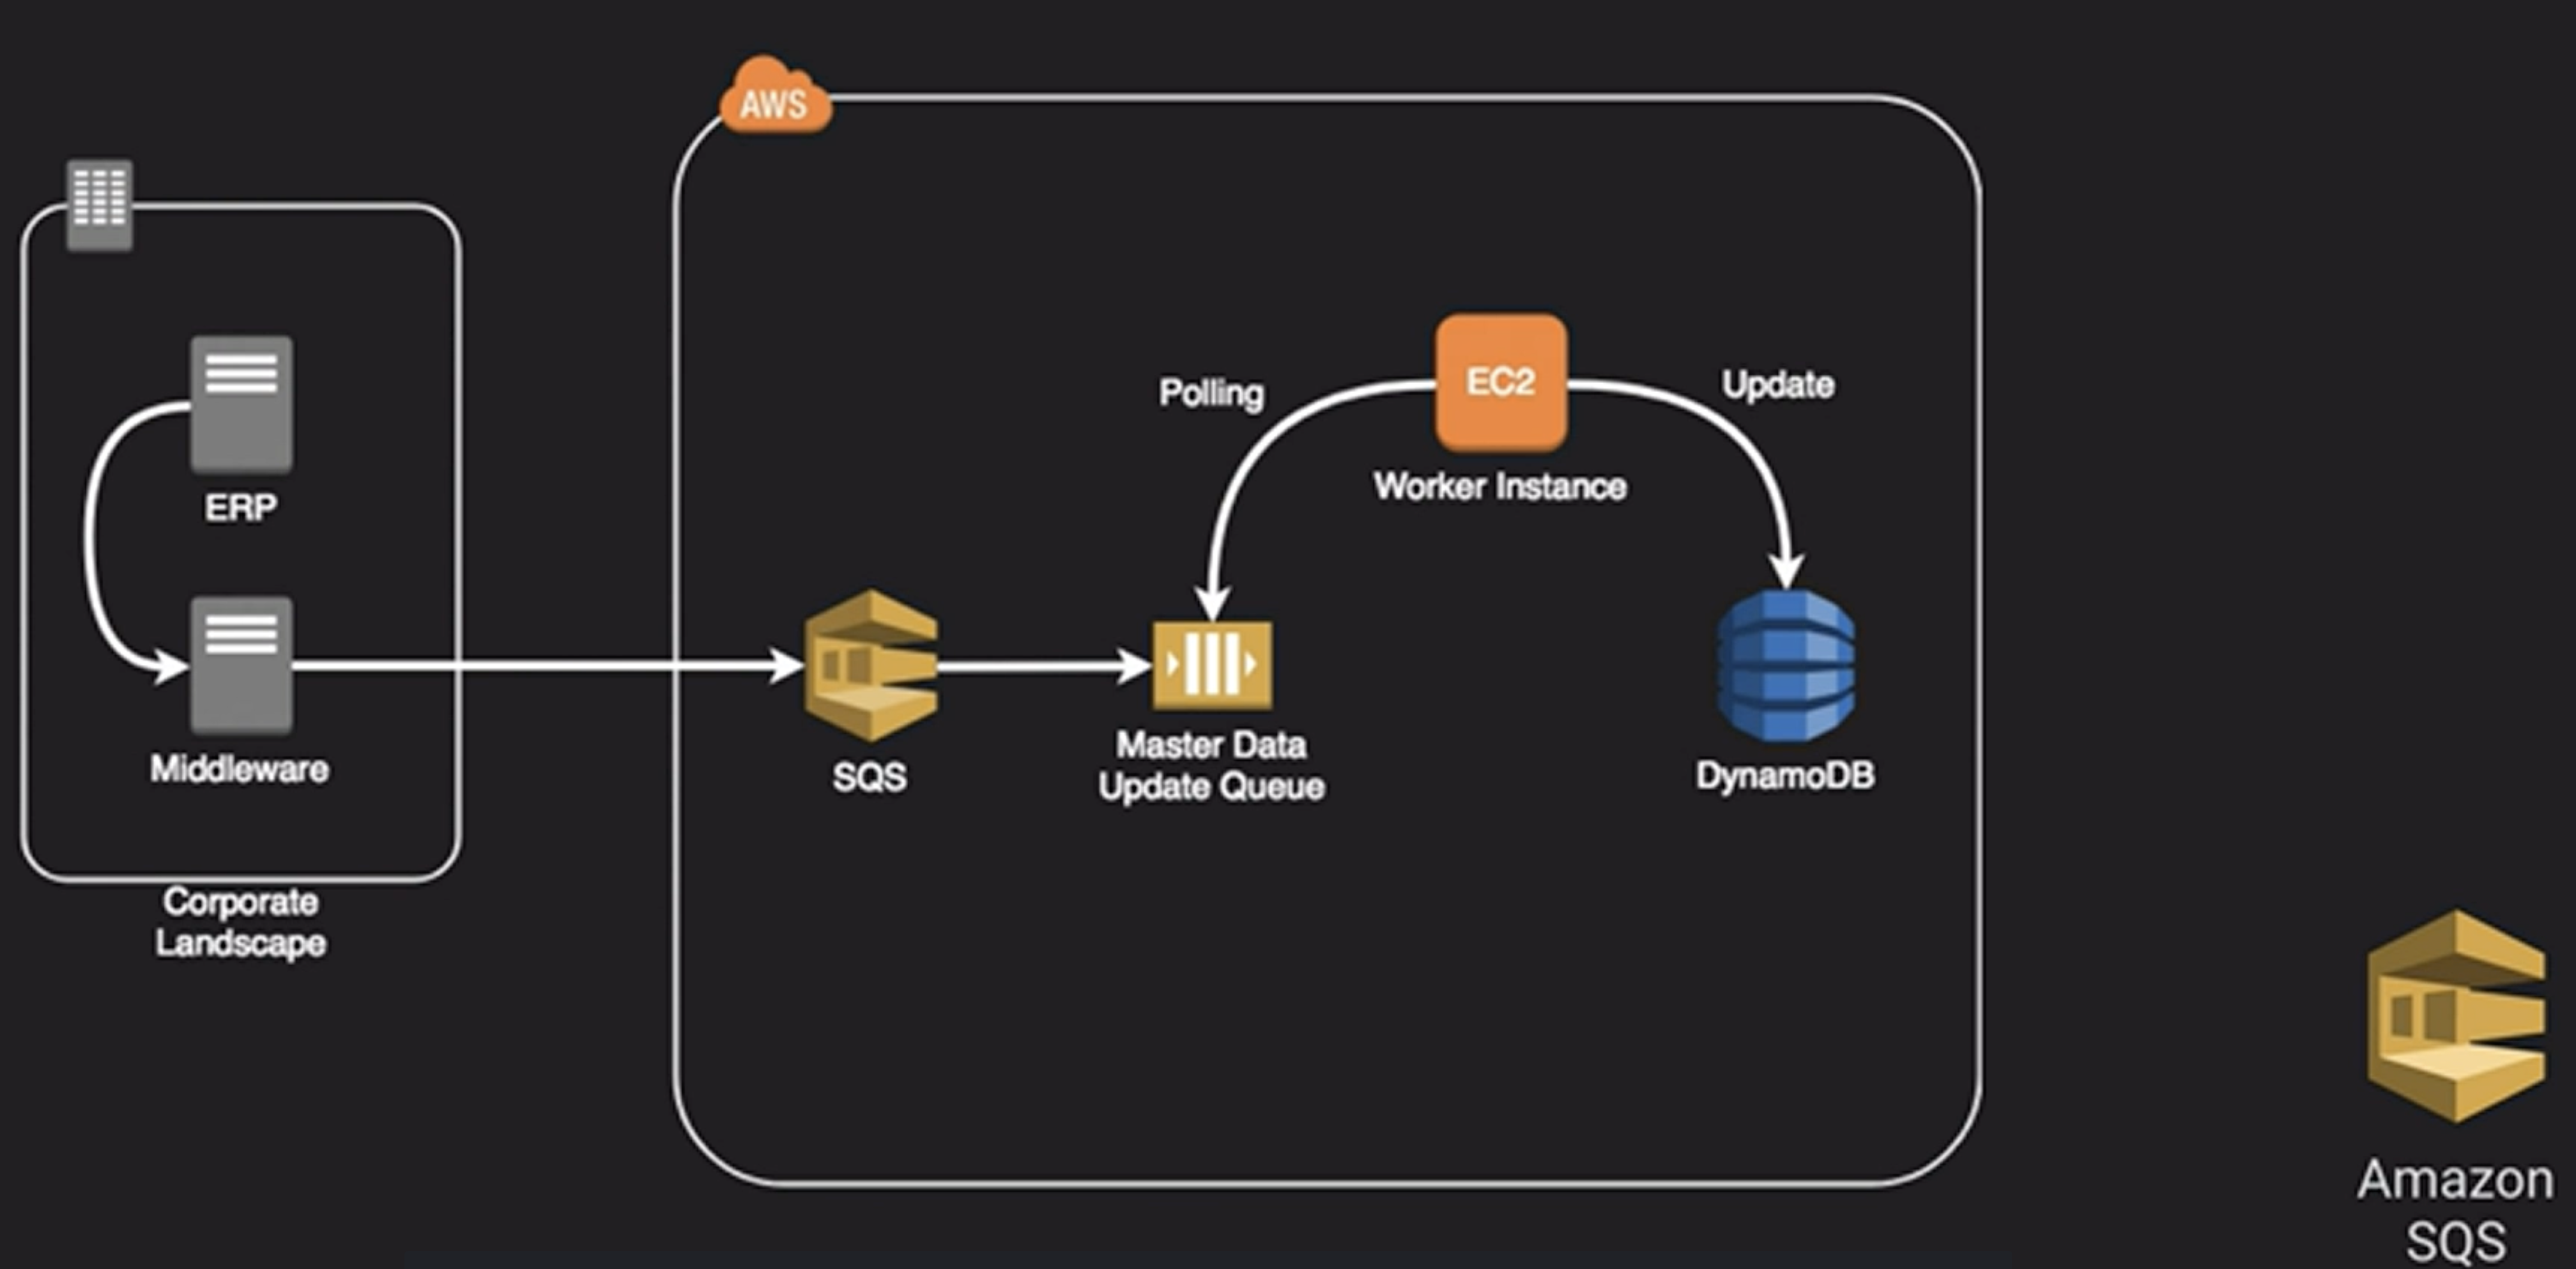 AWS
ERP
Middleware
Corporate
Landscape
Polling
EC2
Update
Worker Instance
SQS
Master Data
Update Queue
DynamoDB
Amazon
SQS